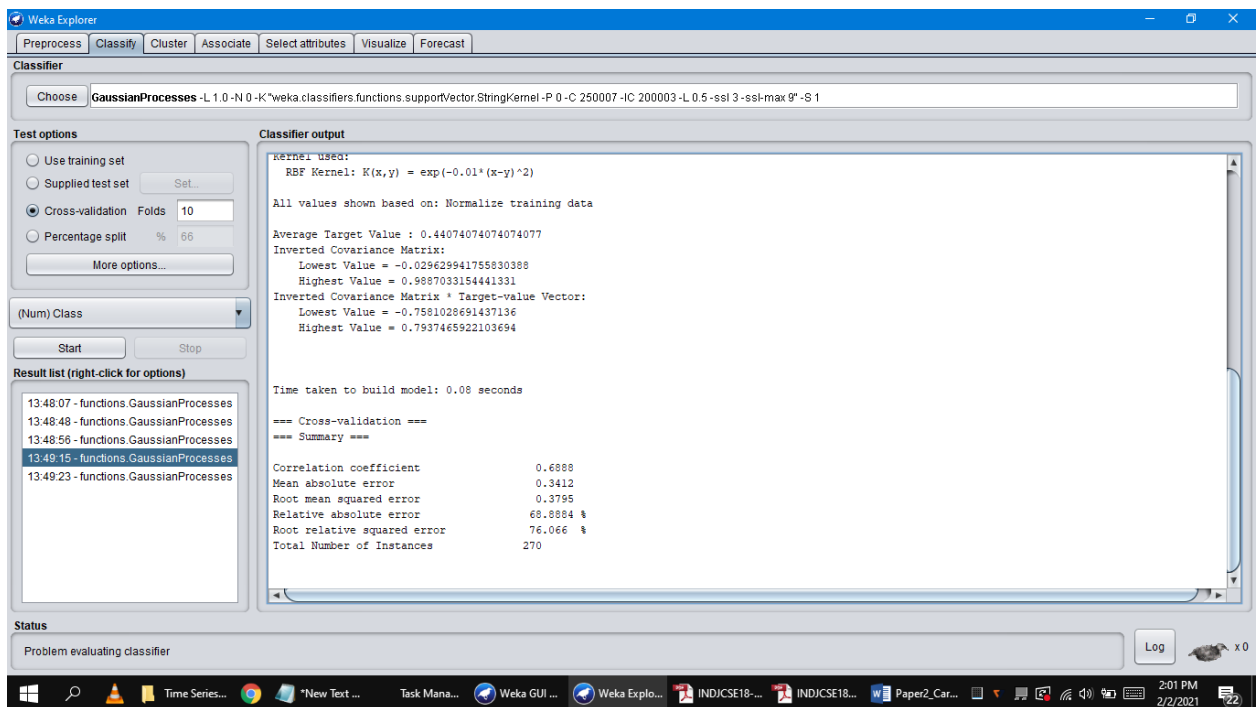 Weka Explorer
Preprocess Classify Cluster Associate Select attributes Visualize Forecast
Classifier
Choose GaussianProcesses -L 1.0 -N 0 -K "weka.classifiers.functions.supportVector.StringKernel -P 0 -C 250007 -IC 200003 -L 0.5 -ssl 3 -ssl-max 9" -S 1
Test options
Use training set
Supplied test set Set...
Cross-validation Folds 10
Percentage split % 66
More options...
(Num) Class
Start Stop
Result list (right-click for options)
13:48:07 - functions.GaussianProcesses
13:48:48 - functions.GaussianProcesses
13:48:56 - functions.GaussianProcesses
13:49:15 - functions.GaussianProcesses
13:49:23 - functions.GaussianProcesses
Classifier output
Kernel used:
RBF Kernel: K(x,y) = exp(-0.01*(x-y)^2)
All values shown based on: Normalize training data
Average Target Value : 0.44074074074074077
Inverted Covariance Matrix:
Lowest Value = -0.029629941755830388
Highest Value = 0.9887033154441331
Inverted Covariance Matrix * Target-value Vector:
Lowest Value = -0.7581028691437136
Highest Value = 0.7937465922103694
Time taken to build model: 0.08 seconds
=== Cross-validation ===
=== Summary ===
Correlation coefficient 0.6888
Mean absolute error 0.3412
Root mean squared error 0.3795
Relative absolute error 68.8884 %
Root relative squared error 76.066 %
Total Number of Instances 270
Status
Problem evaluating classifier
Log x 0
Time Series... *New Text ... Task Mana... Weka GUI ... Weka Explo... INDJCSE18-... INDJCSE18... Paper2_Car... 2:01 PM
2/2/2021 22